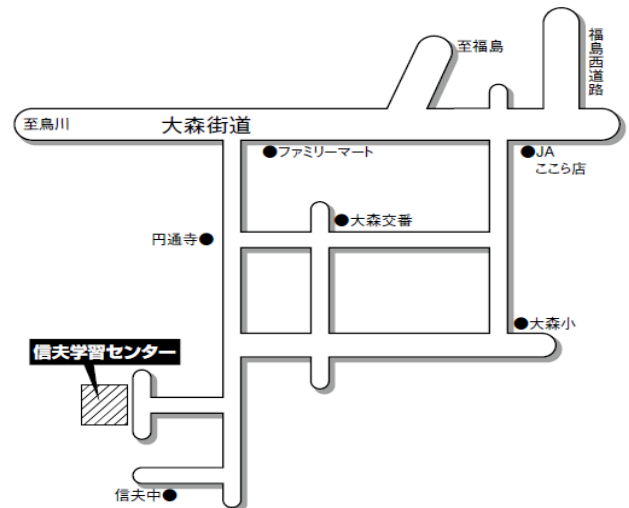 至福島
福島西道路
至鳥川
大森街道
●ファミリーマート
●JA
ここら店
●大森交番
円通寺●
●大森小
信夫学習センター
信夫中●